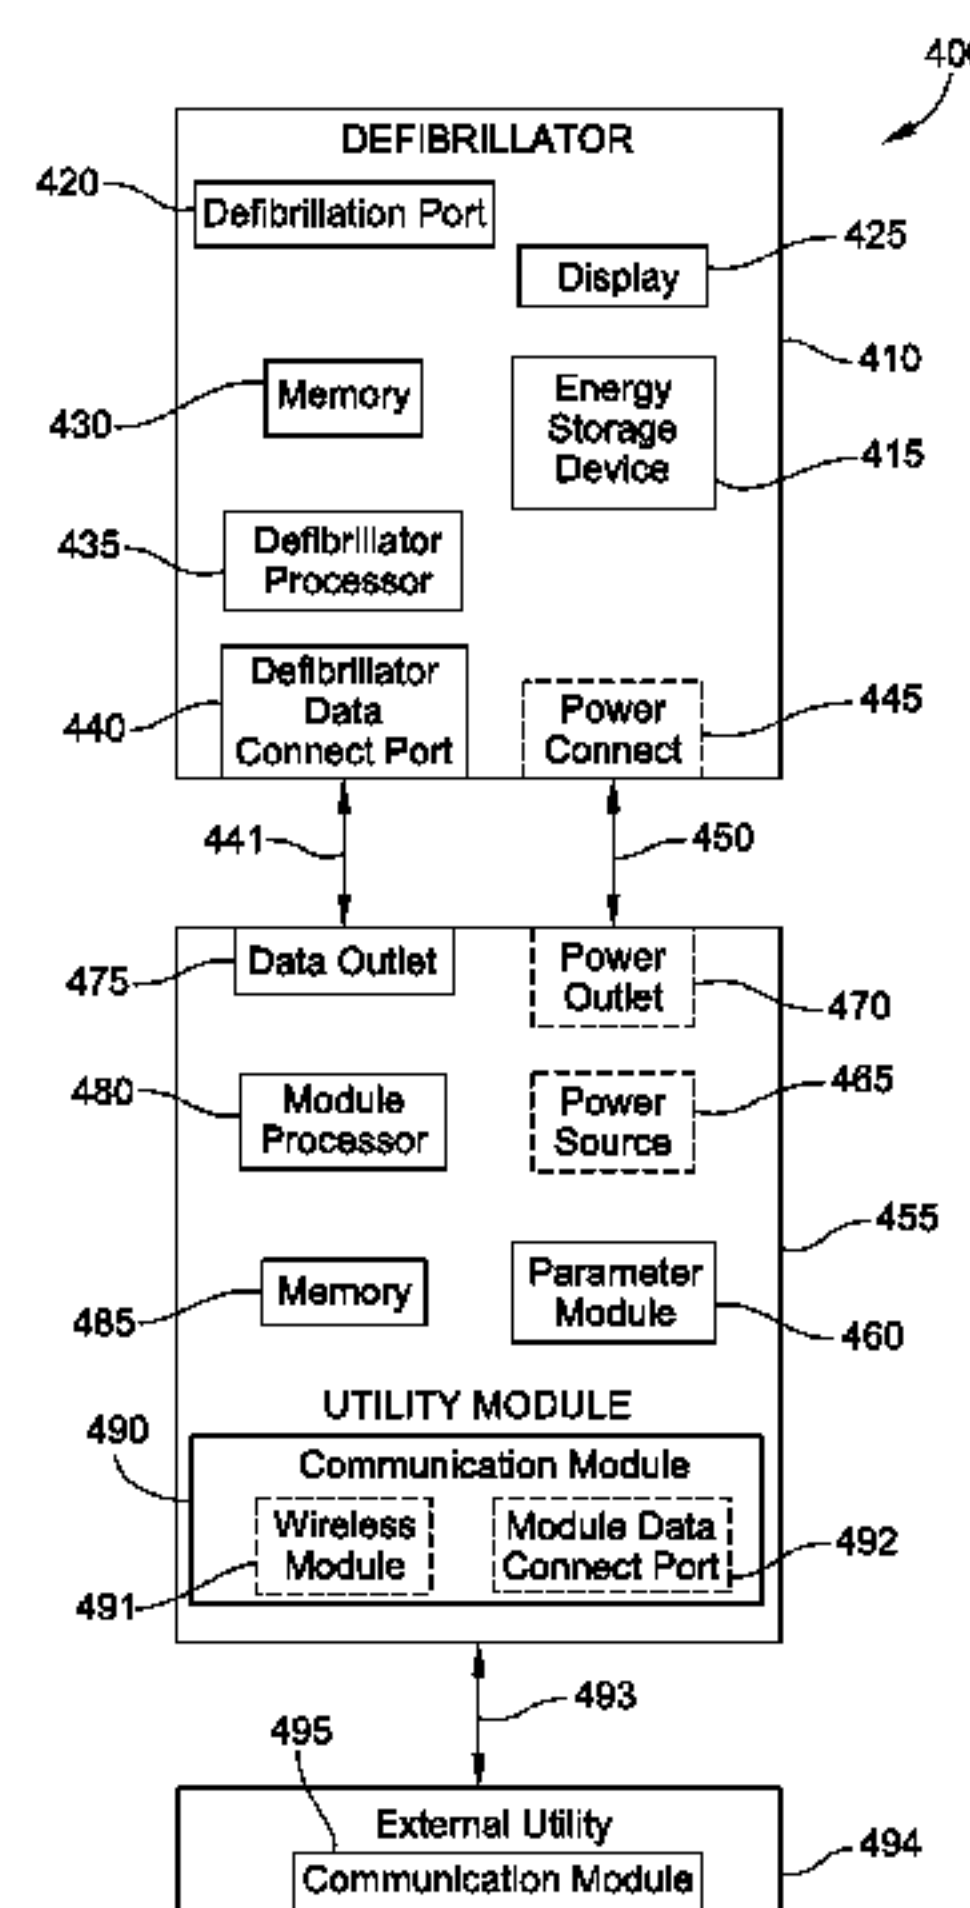 400
DEFIBRILLATOR
420
Defibrillation Port
425
Display
410
430
Memory
Energy
Storage
Device
415
435
Defibrillator
Processor
440
Defibrillator
Data
Connect Port
Power
Connect
445
441
450
475
Data Outlet
Power
Outlet
470
480
Module
Processor
Power
Source
465
455
485
Memory
Parameter
Module
460
UTILITY MODULE
490
Communication Module
Wireless
Module
491
Module Data
Connect Port
492
493
495
External Utility
494
Communication Module